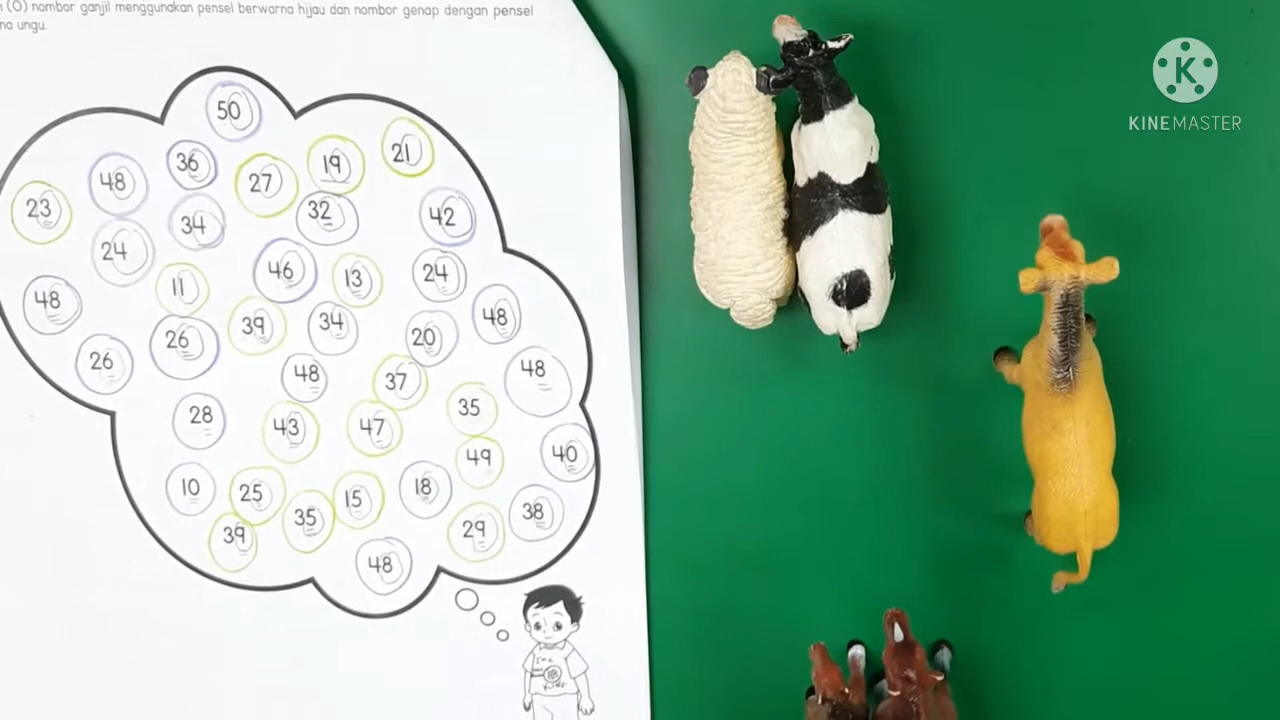 (O) nombor ganjil menggunakan pensel berwarna hijau dan nombor genap dengan pensel
ungu.
50
36 27 19 21
23 48 34 32 42
24 46 13 24
48 11 39 34 20 48
26 26 48 37 48
28 43 47 35
10 25 15 18 49 40
39 35 29 38
48
I'M A
KINEMASTER